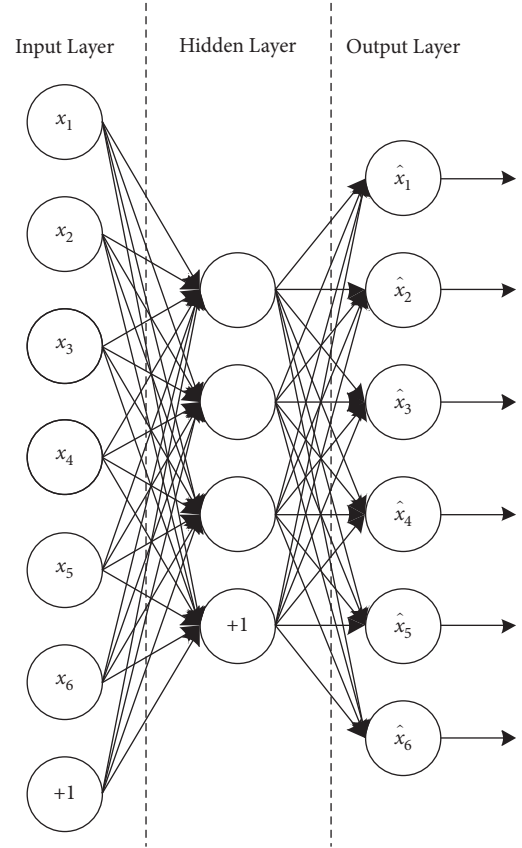 Input Layer
Hidden Layer
Output Layer
x1
x2
x3
x4
x5
x6
+1
+1
x̂1
x̂2
x̂3
x̂4
x̂5
x̂6